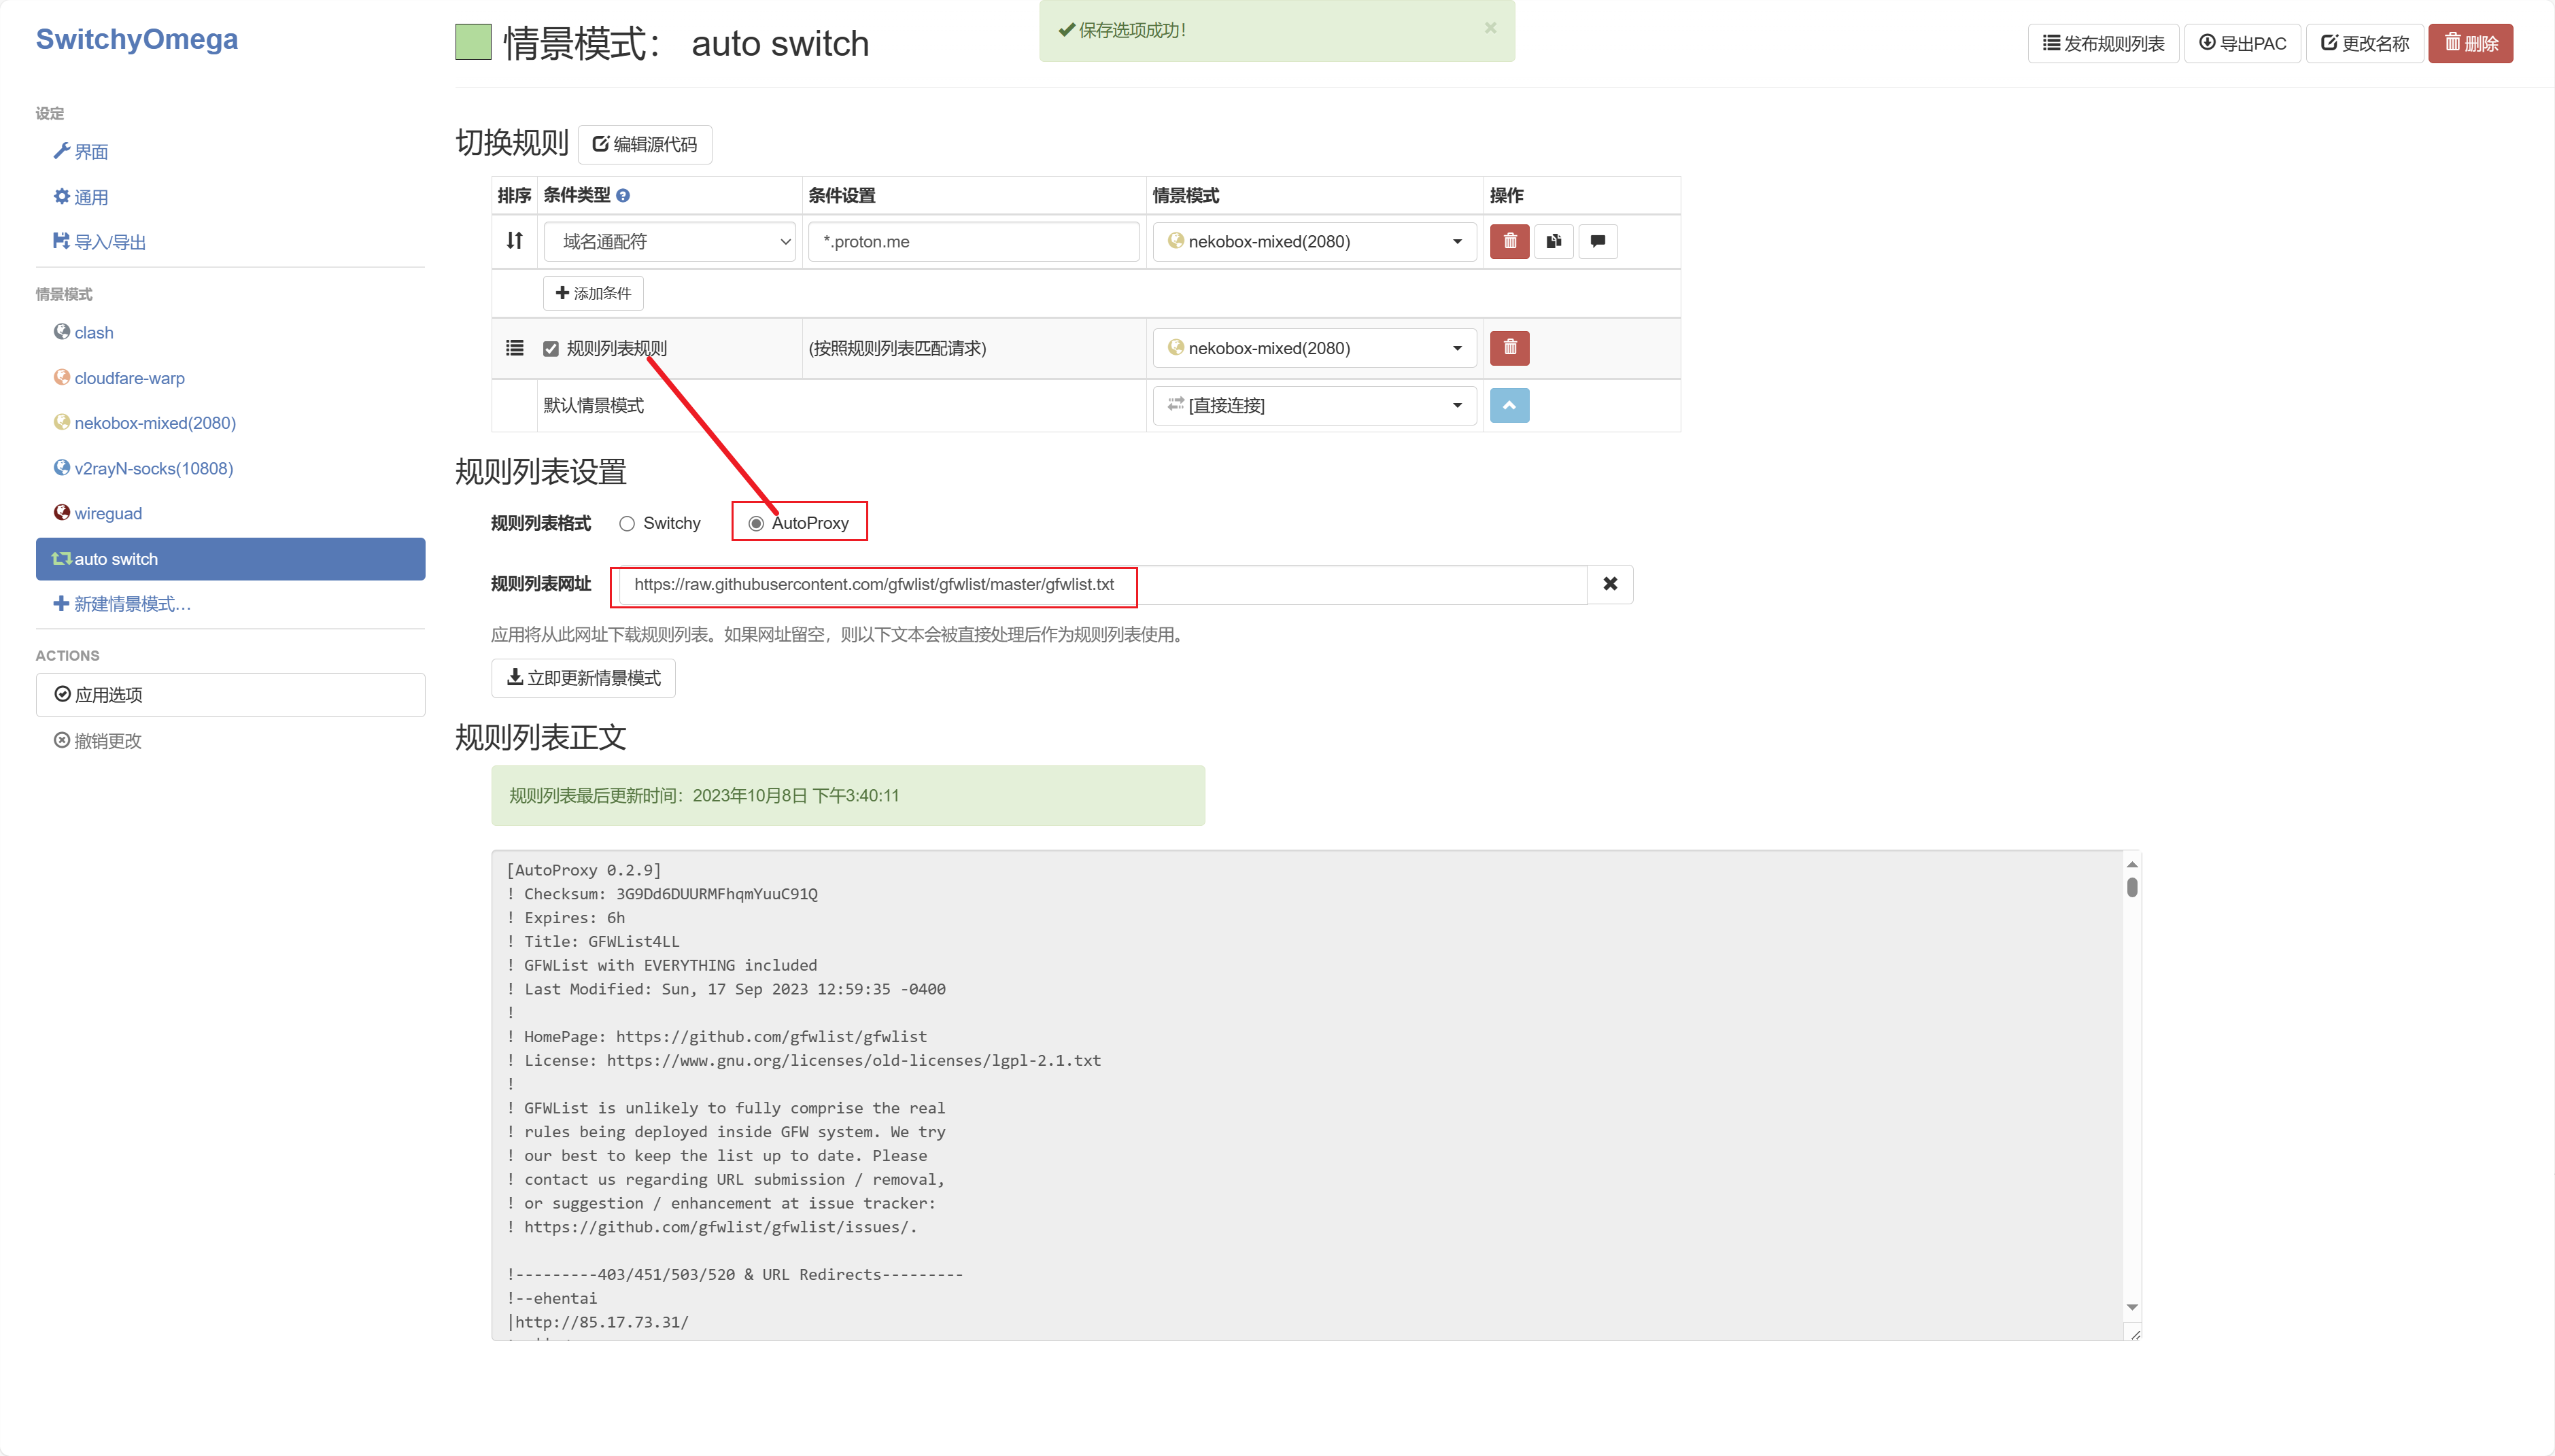 SwitchyOmega
设定
界面
通用
导入/导出
情景模式
clash
cloudfare-warp
nekobox-mixed(2080)
v2rayN-socks(10808)
wireguad
auto switch
新建情景模式…
ACTIONS
应用选项
撤销更改
情景模式： auto switch
保存选项成功！ ×
发布规则列表 导出PAC 更改名称 删除
切换规则 编辑源代码
排序 条件类型 条件设置 情景模式 操作
域名通配符 *.proton.me nekobox-mixed(2080)
添加条件
规则列表规则 (按照规则列表匹配请求) nekobox-mixed(2080)
默认情景模式 [直接连接]
规则列表设置
规则列表格式 Switchy AutoProxy
规则列表网址 https://raw.githubusercontent.com/gfwlist/gfwlist/master/gfwlist.txt
应用将从此网址下载规则列表。如果网址留空，则以下文本会被直接处理后作为规则列表使用。
立即更新情景模式
规则列表正文
规则列表最后更新时间：2023年10月8日 下午3:40:11
[AutoProxy 0.2.9]
! Checksum: 3G9Dd6DUURMFhqmYuuC91Q
! Expires: 6h
! Title: GFWList4LL
! GFWList with EVERYTHING included
! Last Modified: Sun, 17 Sep 2023 12:59:35 -0400
!
! HomePage: https://github.com/gfwlist/gfwlist
! License: https://www.gnu.org/licenses/old-licenses/lgpl-2.1.txt
!
! GFWList is unlikely to fully comprise the real
! rules being deployed inside GFW system. We try
! our best to keep the list up to date. Please
! contact us regarding URL submission / removal,
! or suggestion / enhancement at issue tracker:
! https://github.com/gfwlist/gfwlist/issues/.
!---------403/451/503/520 & URL Redirects---------
!--ehentai
|http://85.17.73.31/